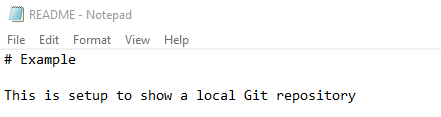 README - Notepad
File Edit Format View Help
# Example
This is setup to show a local Git repository